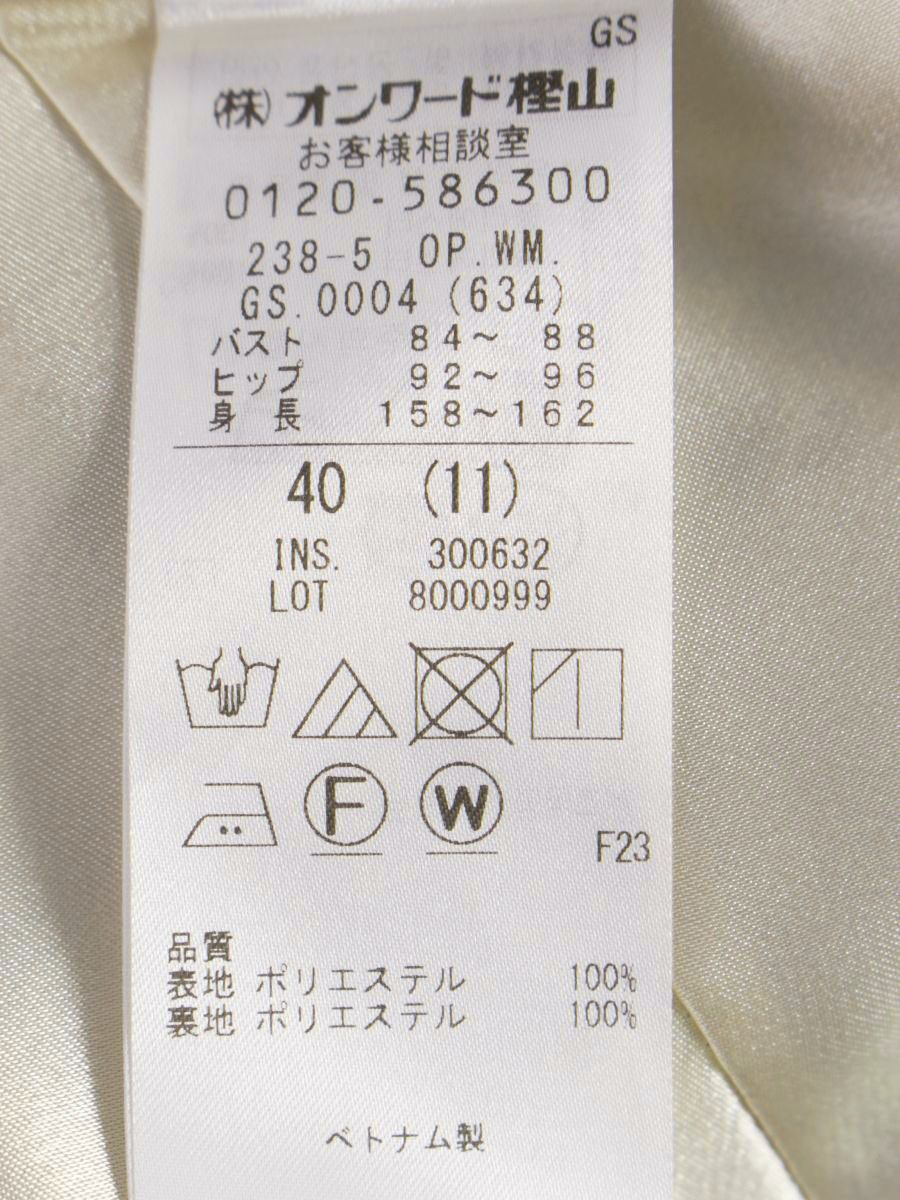 GS
(株)オンワード樫山
お客様相談室
0120-586300
238-5 OP.WM.
GS.0004 (634)
バスト 84~ 88
ヒップ 92~ 96
身 長 158~162
40 (11)
INS. 300632
LOT 8000999
F W
F23
品質
表地 ポリエステル 100%
裏地 ポリエステル 100%
ベトナム製